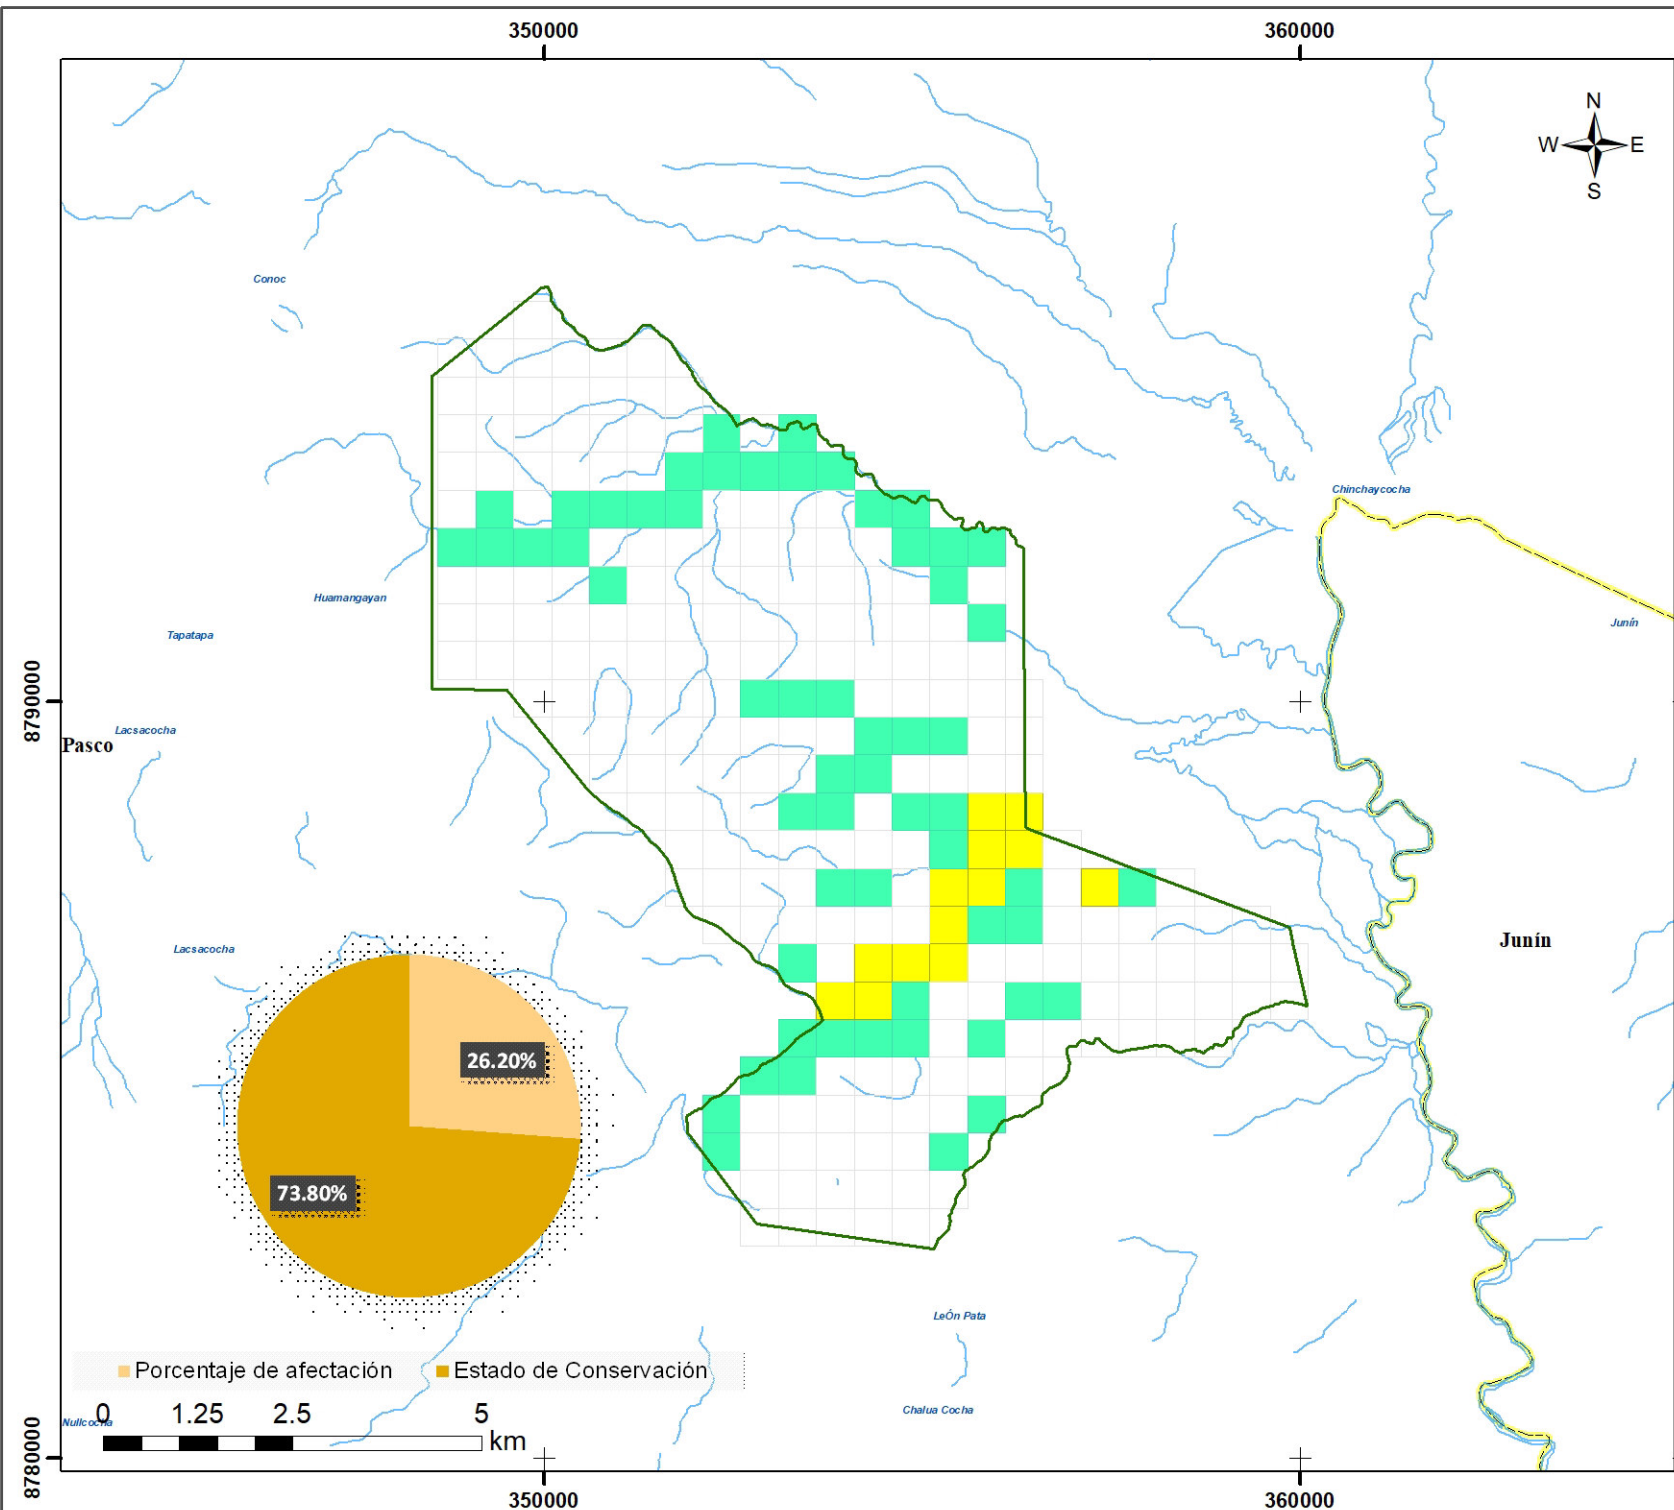 350000
360000
N
W
E
S
Conoc
Chinchaycocha
Huamangayan
Junín
Tapatapa
8790000
Lacsacocha
Pasco
Junín
Lacsacocha
26.20%
73.80%
LeÓn Pata
Porcentaje de afectación
Estado de Conservación
Chalua Cocha
0
1.25
2.5
5
Nullcocha
km
8780000
350000
360000